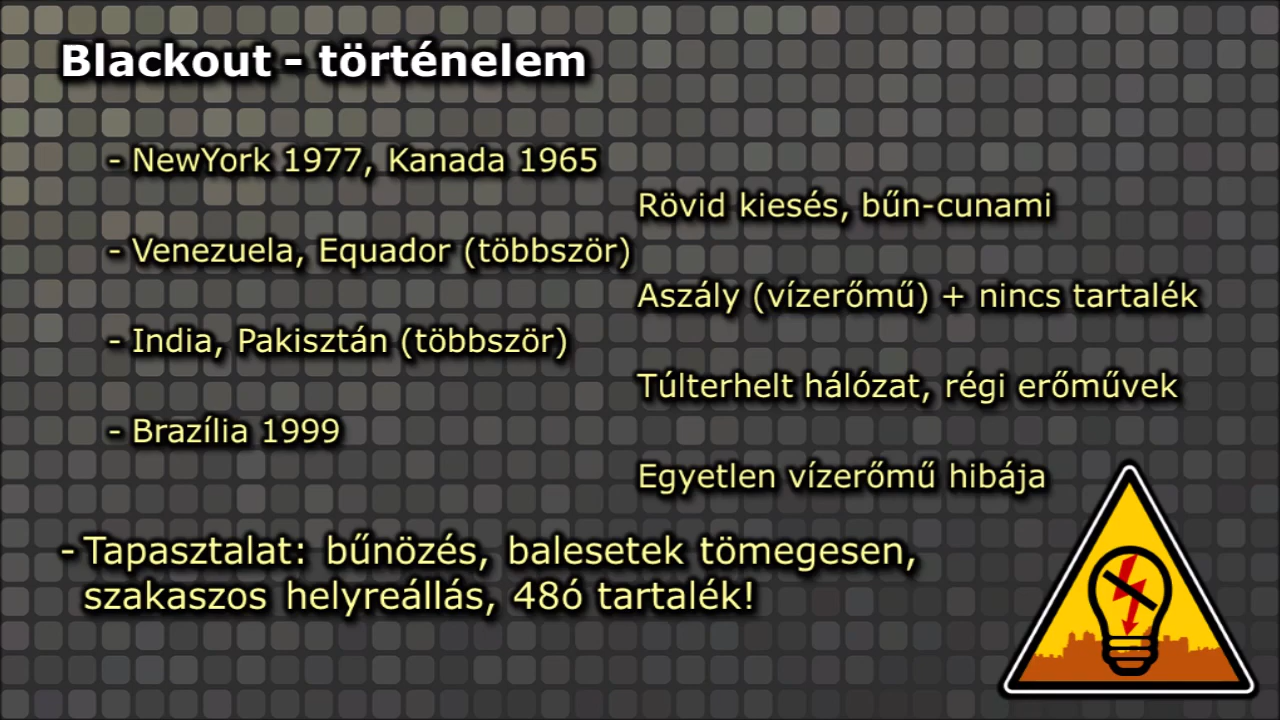 Blackout - történelem
- NewYork 1977, Kanada 1965
Rövid kiesés, bűn-cunami
- Venezuela, Equador (többször)
Aszály (vízerőmű) + nincs tartalék
- India, Pakisztán (többször)
Túlterhelt hálózat, régi erőművek
- Brazília 1999
Egyetlen vízerőmű hibája
- Tapasztalat: bűnözés, balesetek tömegesen,
szakaszos helyreállás, 48ó tartalék!